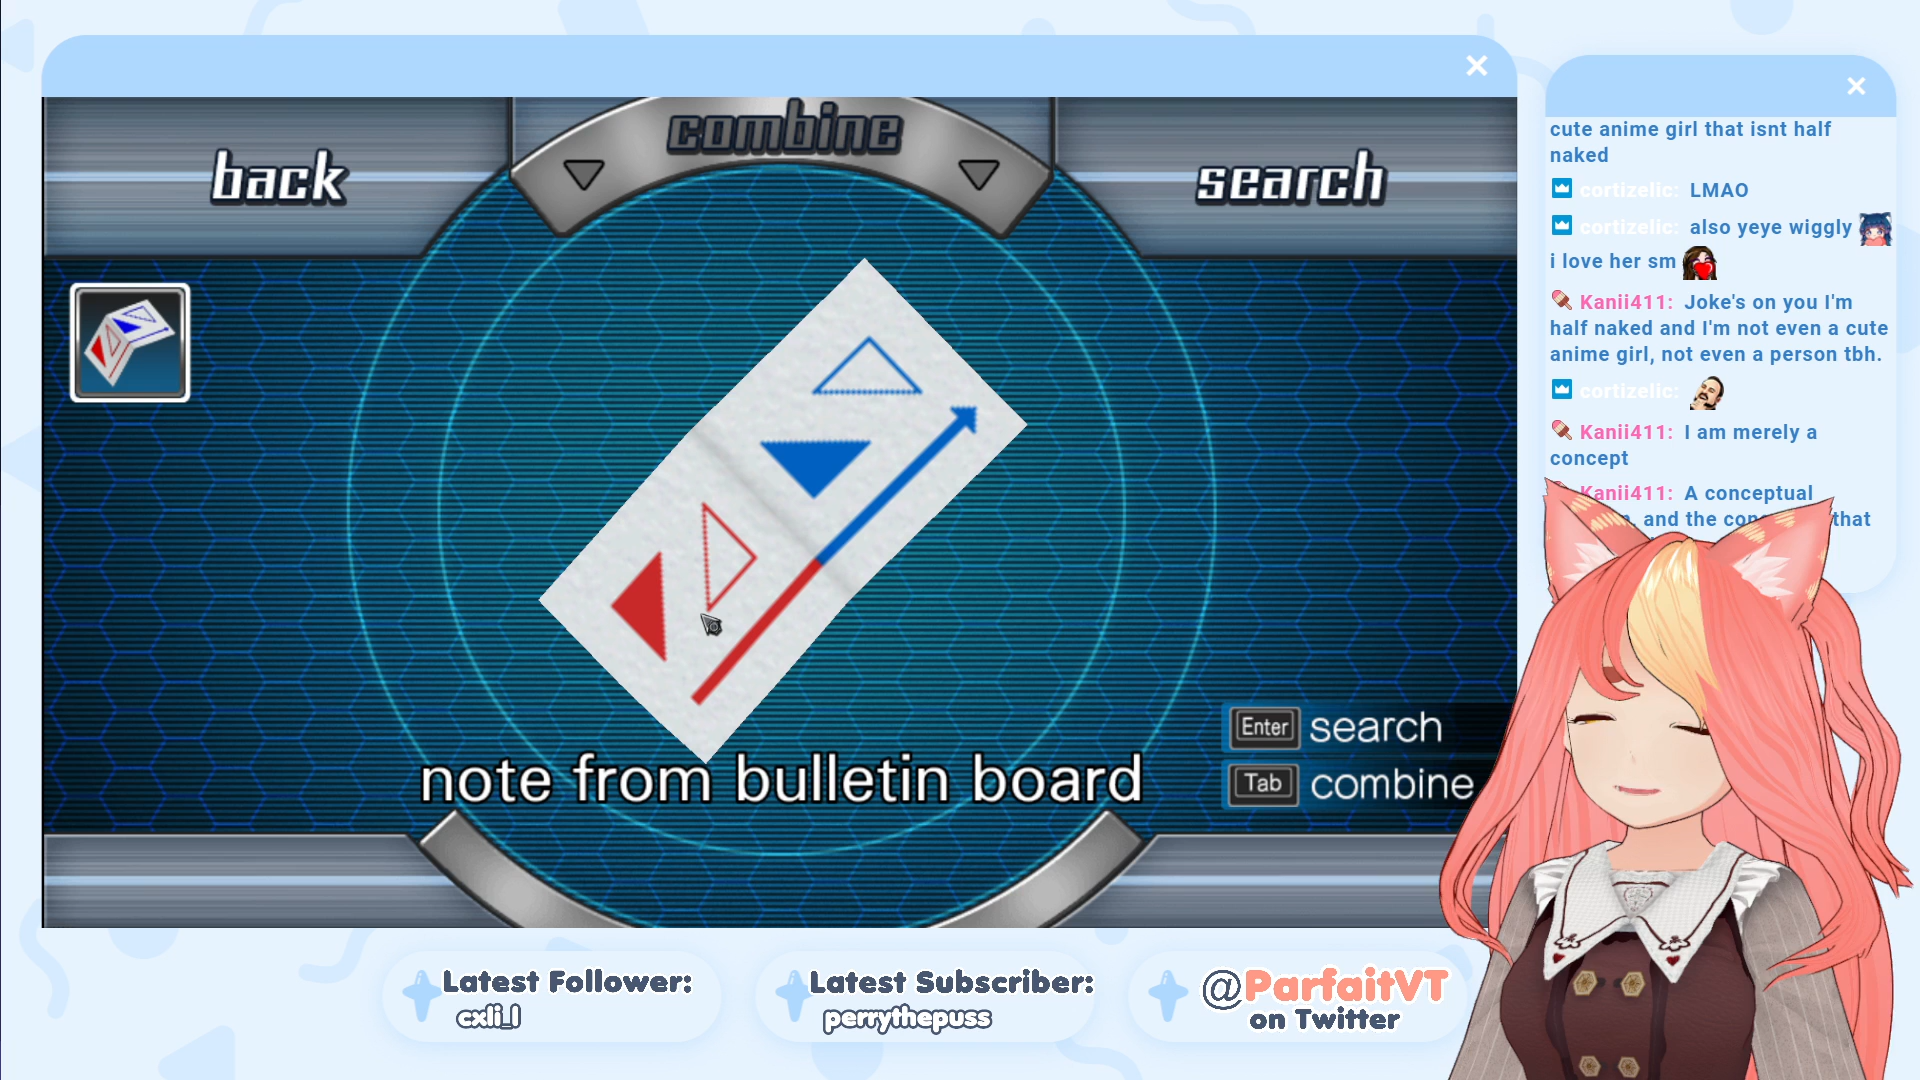 back
combine
search
note from bulletin board
Enter search
Tab combine
cute anime girl that isnt half
naked
cortizelic: LMAO
cortizelic: also yeye wiggly
i love her sm
Kanii411: Joke's on you I'm
half naked and I'm not even a cute
anime girl, not even a person tbh.
cortizelic:
Kanii411: I am merely a
concept
Kanii411: A conceptual
and the that
Latest Follower:
cxli_l
Latest Subscriber:
perrythepuss
@ParfaitVT
on Twitter